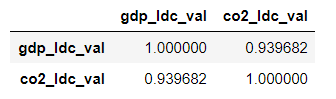 gdp_ldc_val co2_ldc_val
gdp_ldc_val 1.000000 0.939682
co2_ldc_val 0.939682 1.000000